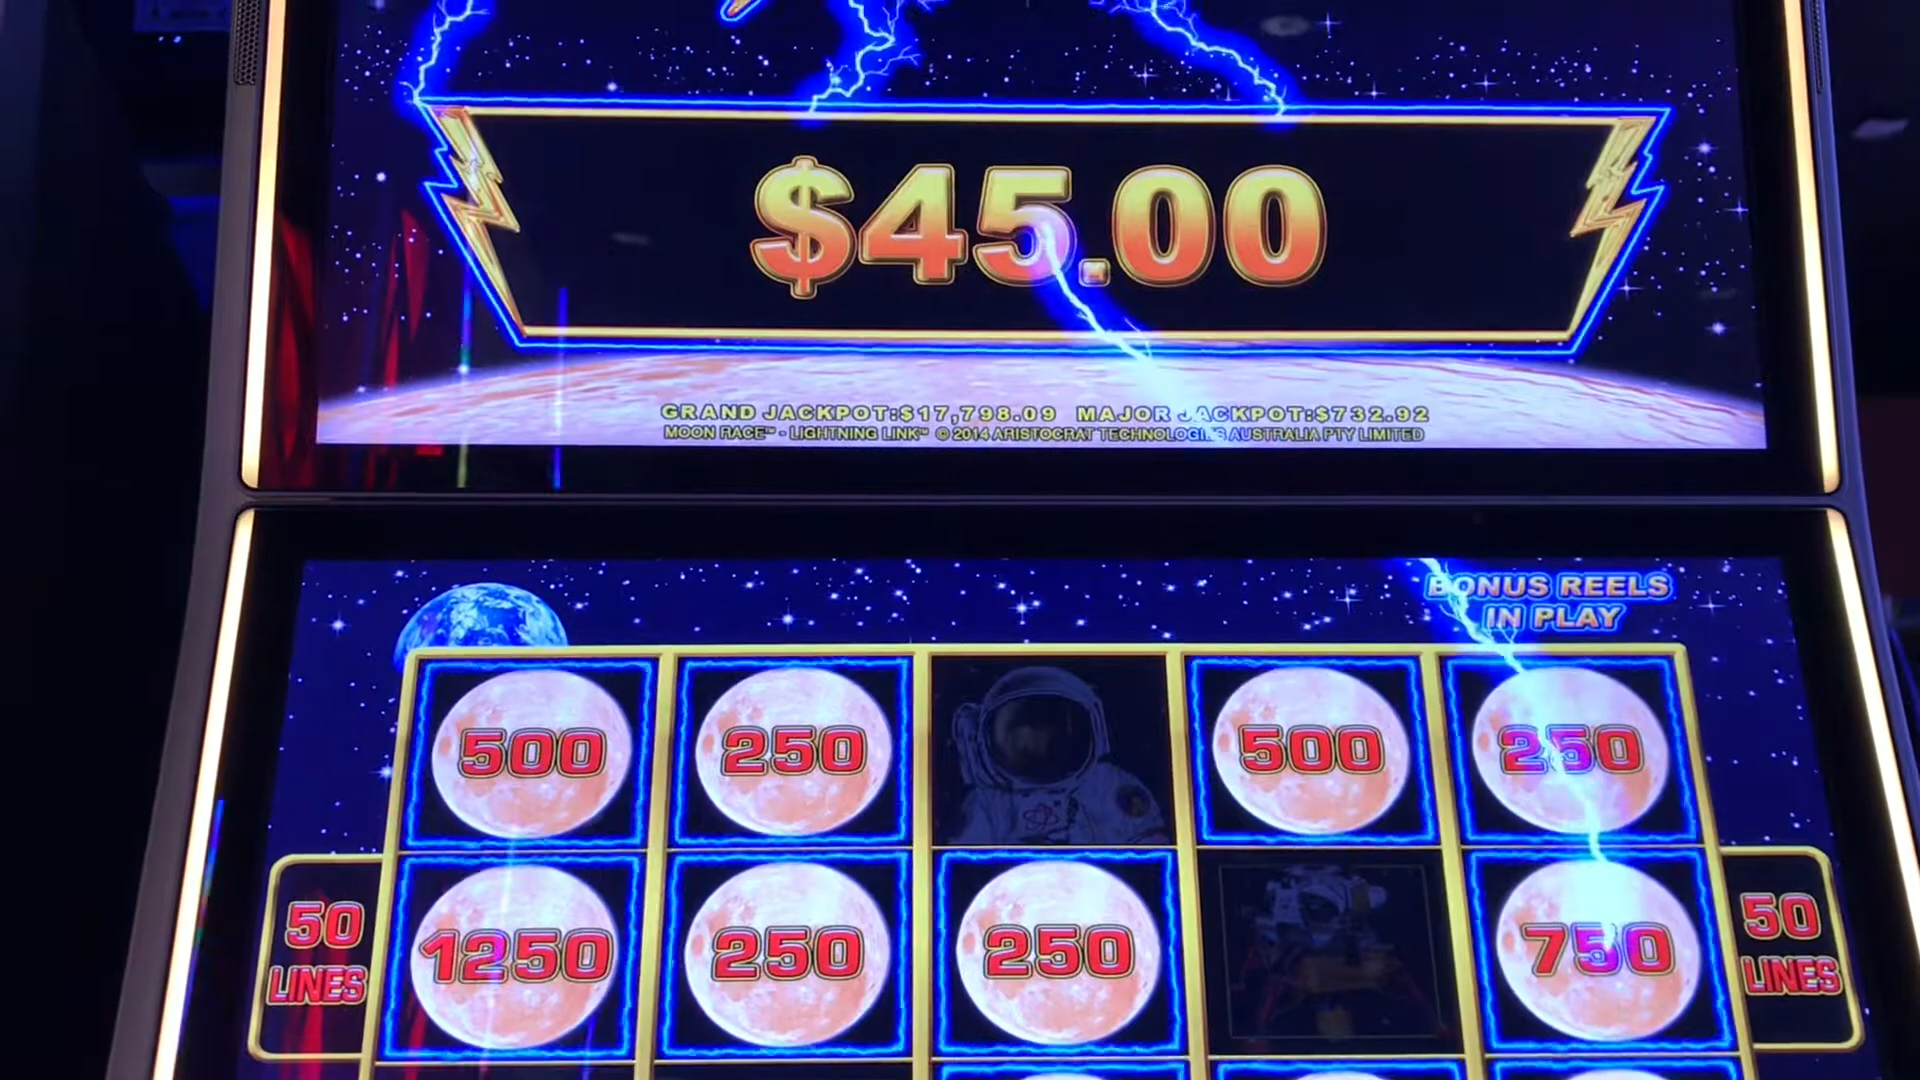 $45.00
GRAND JACKPOT:$17,798.09 MAJOR JACKPOT:$732.92
MOON RACE™ - LIGHTNING LINK™ © 2014 ARISTOCRAT TECHNOLOGIES AUSTRALIA PTY LIMITED
BONUS REELS
IN PLAY
500 250 500 250
50
LINES
1250 250 250 750
50
LINES